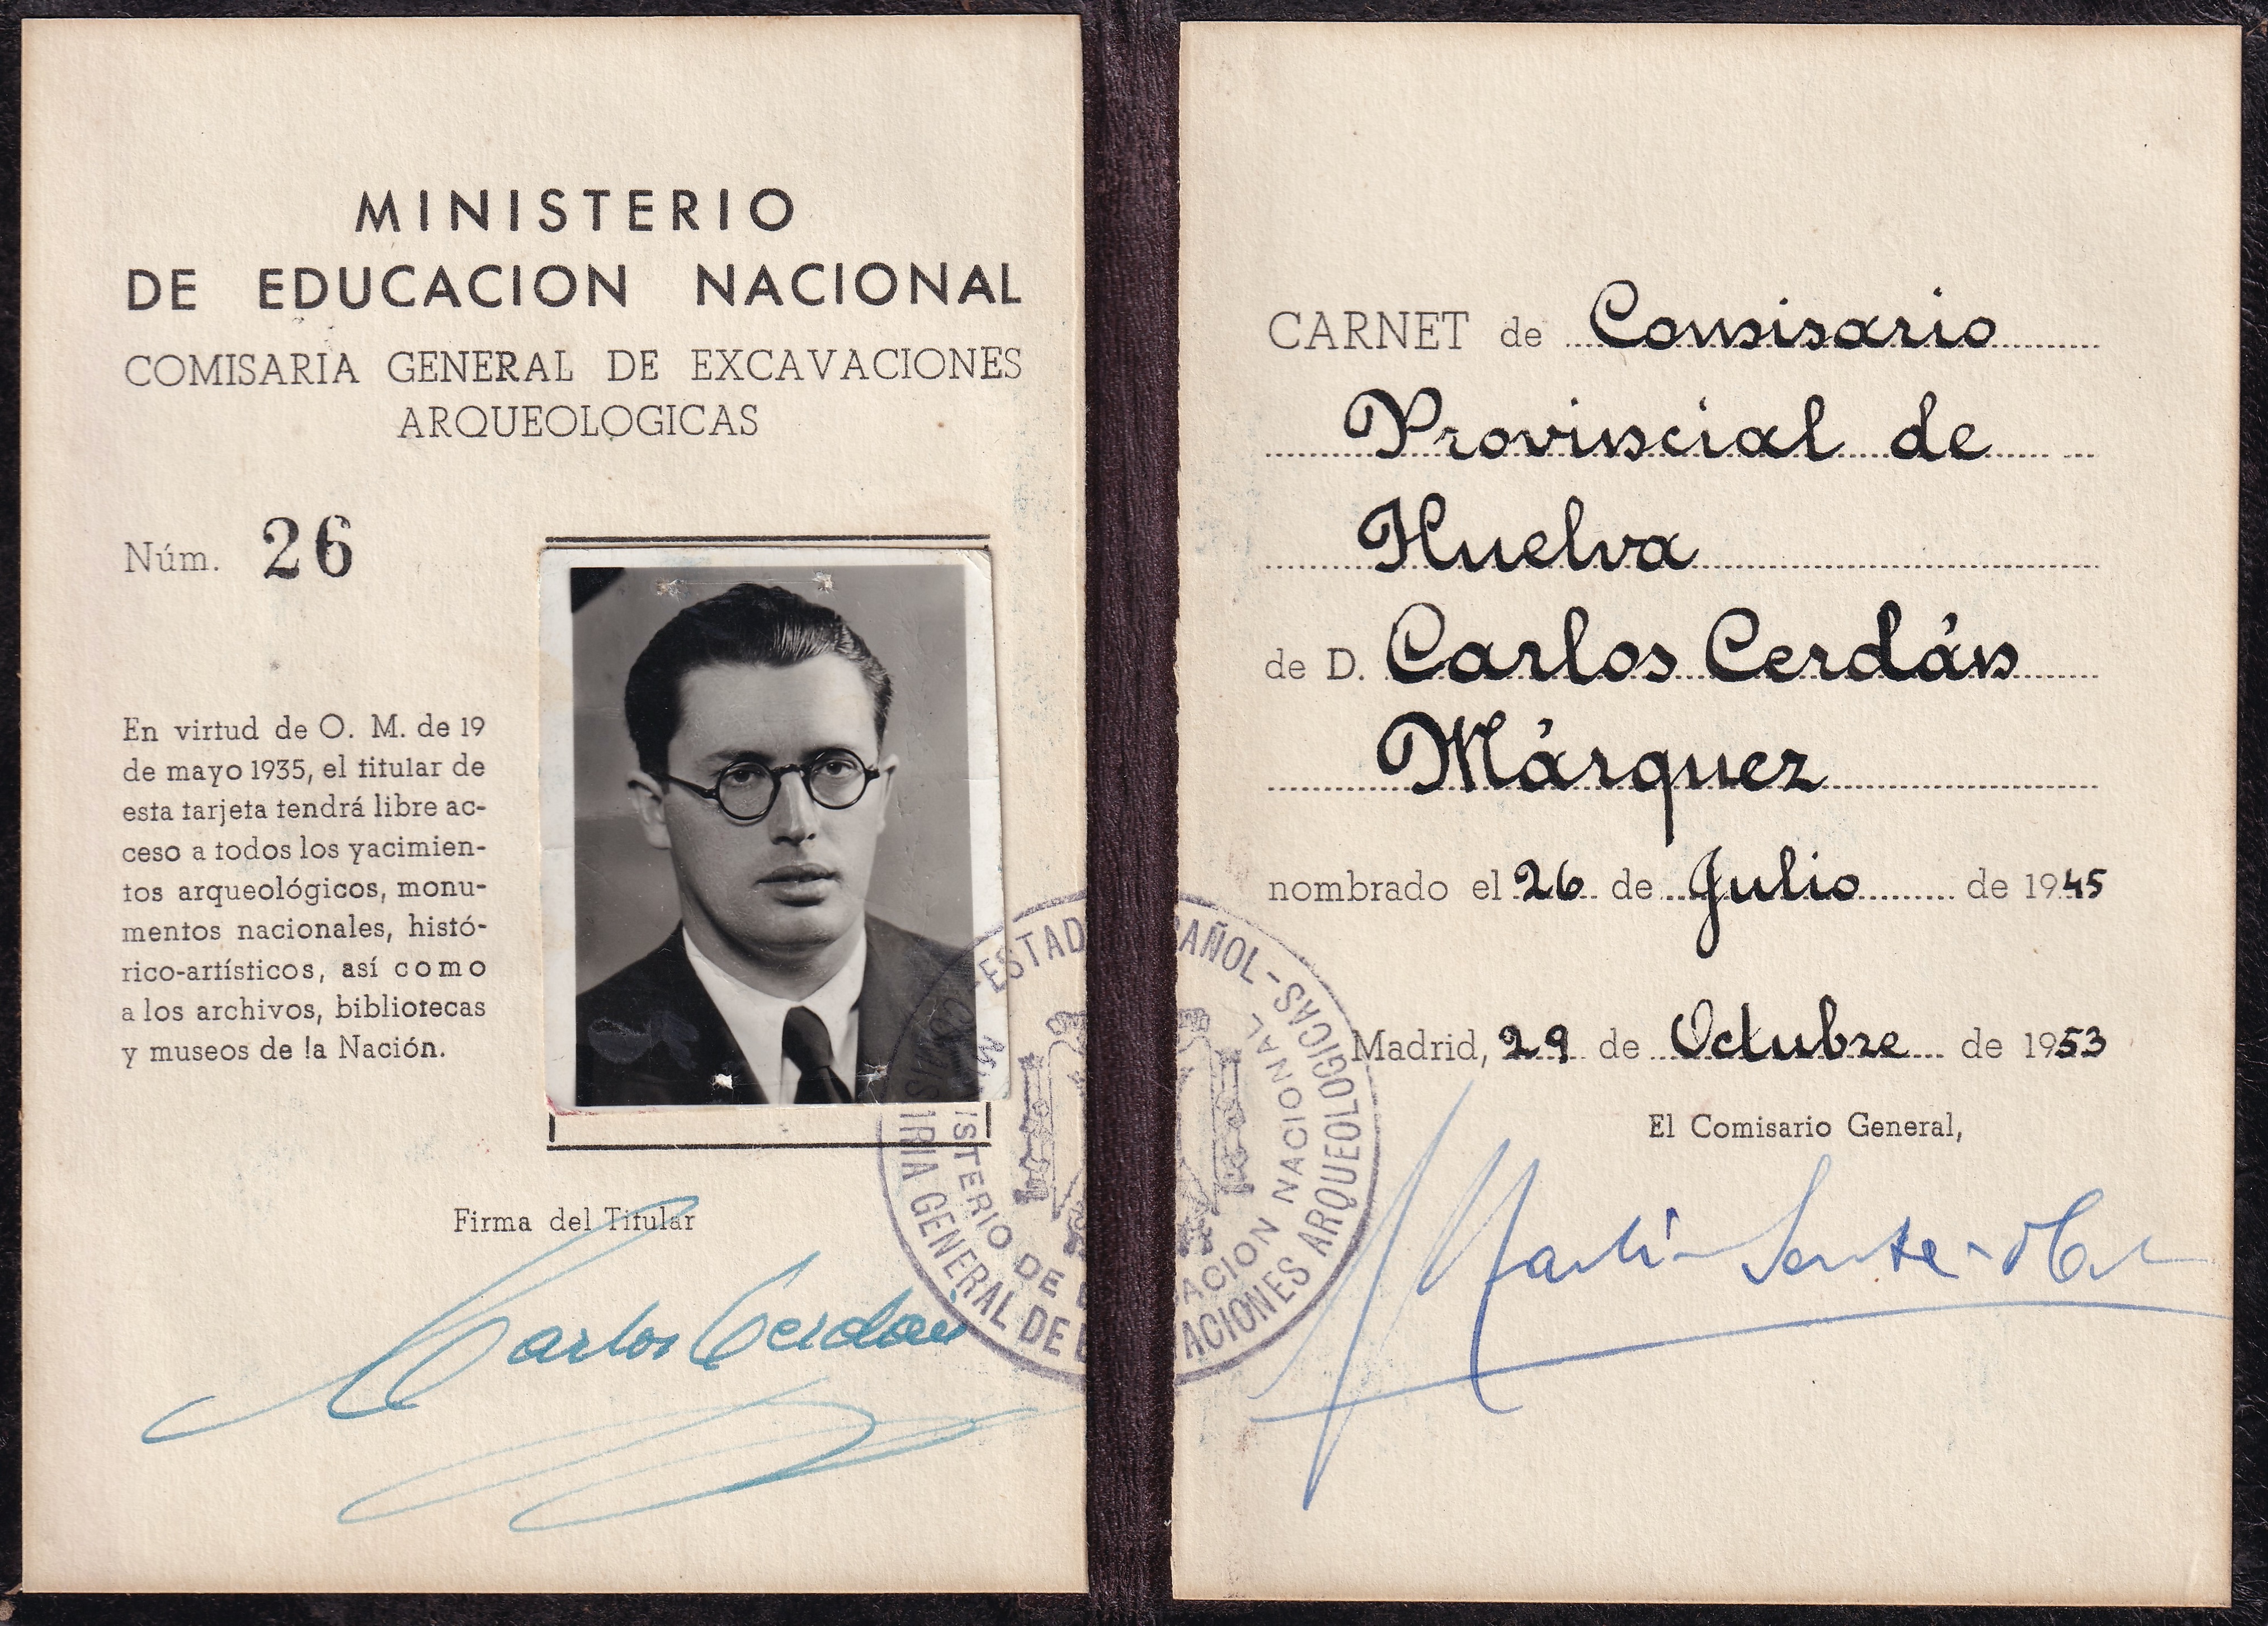 MINISTERIO
DE EDUCACION NACIONAL
COMISARIA GENERAL DE EXCAVACIONES
ARQUEOLOGICAS
Núm. 26
En virtud de O. M. de 19
de mayo 1935, el titular de
esta tarjeta tendrá libre ac-
ceso a todos los yacimien-
tos arqueológicos, monu-
mentos nacionales, histó-
rico-artísticos, así como
a los archivos, bibliotecas
y museos de la Nación.
Firma del Titular
Carlos Cerdán
CARNET de Comisario
Provincial de
Huelva
de D. Carlos Cerdán
Márquez
nombrado el 26 de Julio de 1945
Madrid, 29 de Octubre de 1953
El Comisario General,
Martín
GENERAL DE
ARQUEOLOGICAS
NACIONAL